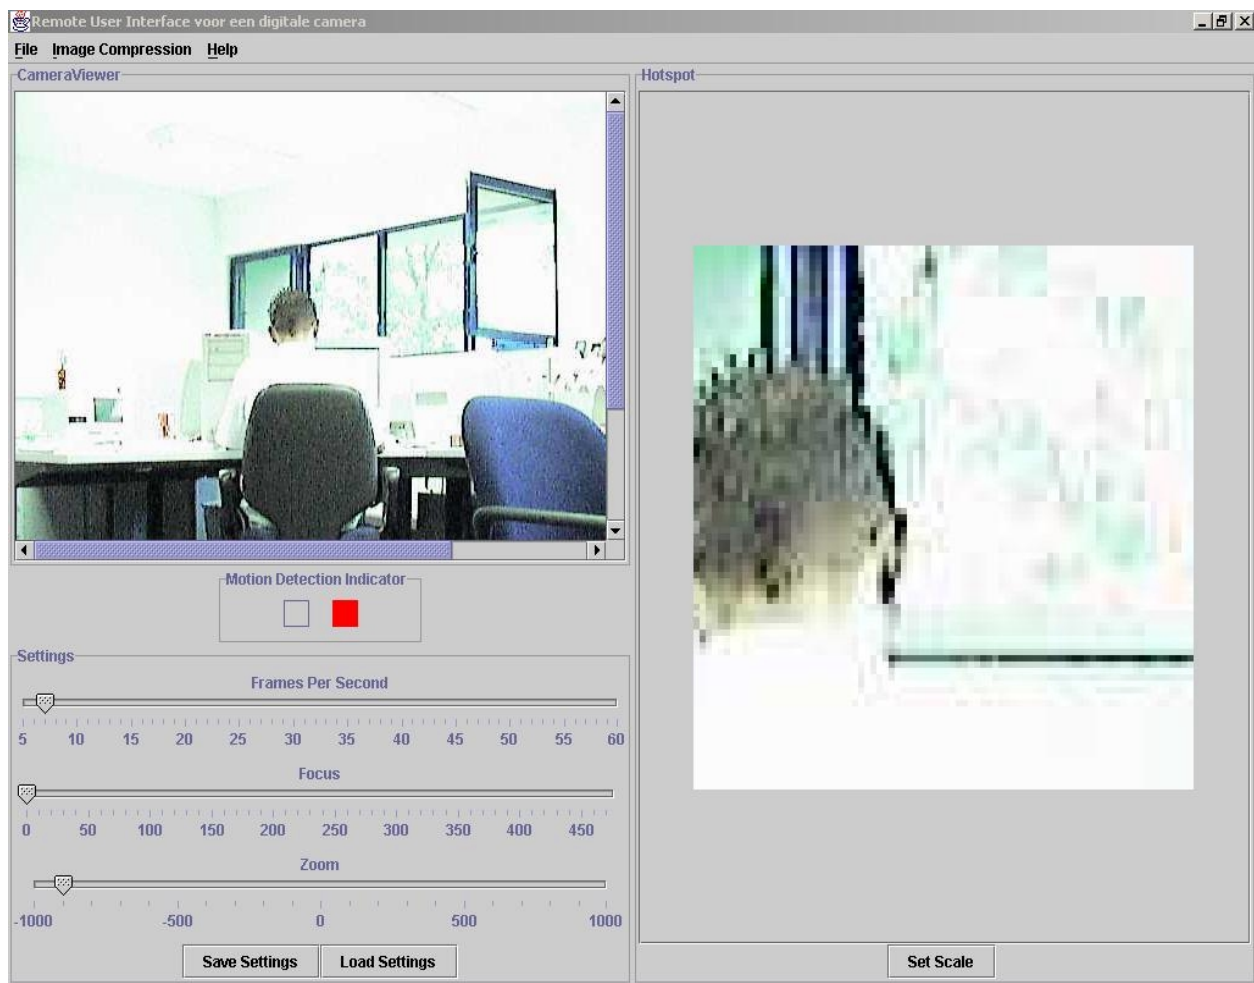 Remote User Interface voor een digitale camera
File Image Compression Help
CameraViewer
Hotspot
Motion Detection Indicator
Settings
Frames Per Second
5 10 15 20 25 30 35 40 45 50 55 60
Focus
0 50 100 150 200 250 300 350 400 450
Zoom
-1000 -500 0 500 1000
Save Settings Load Settings
Set Scale